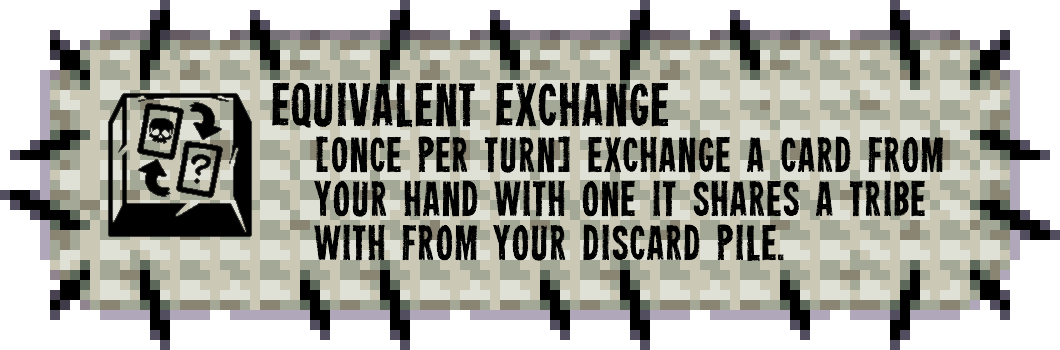 EQUIVALENT EXCHANGE
[ONCE PER TURN] EXCHANGE A CARD FROM
YOUR HAND WITH ONE IT SHARES A TRIBE
WITH FROM YOUR DISCARD PILE.
?